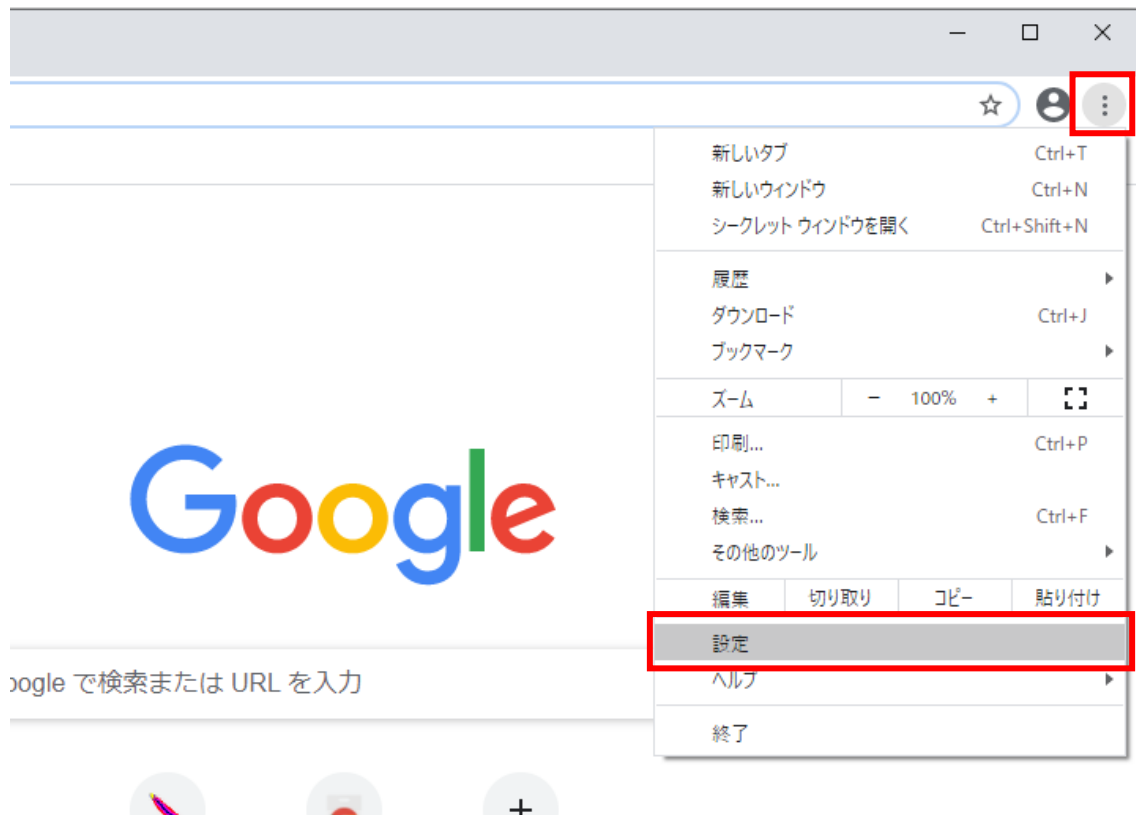 新しいタブ Ctrl+T
新しいウィンドウ Ctrl+N
シークレット ウィンドウを開く Ctrl+Shift+N
履歴
ダウンロード Ctrl+J
ブックマーク
ズーム − 100% +
印刷... Ctrl+P
キャスト...
検索... Ctrl+F
その他のツール
編集 切り取り コピー 貼り付け
設定
ヘルプ
終了
Google
oogle で検索または URL を入力